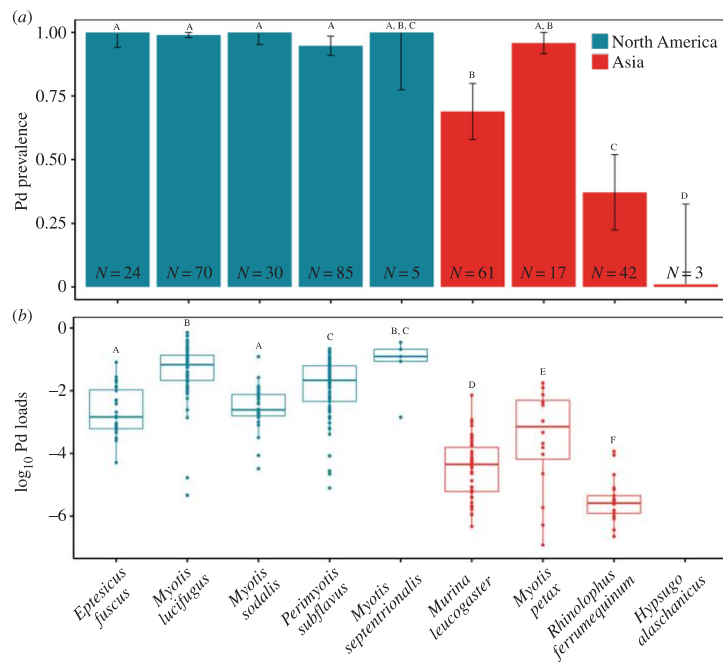 (a)
Pd prevalence
1.00
0.75
0.50
0.25
0
A A A A A, B, C B A, B C D
North America
Asia
N = 24 N = 70 N = 30 N = 85 N = 5 N = 61 N = 17 N = 42 N = 3
(b)
log10 Pd loads
0
−2
−4
−6
A B A C B, C D E F
Eptesicus
fuscus
Myotis
lucifugus
Myotis
sodalis
Perimyotis
subflavus
Myotis
septentrionalis
Murina
leucogaster
Myotis
petax
Rhinolophus
ferrumequinum
Hypsugo
alaschanicus